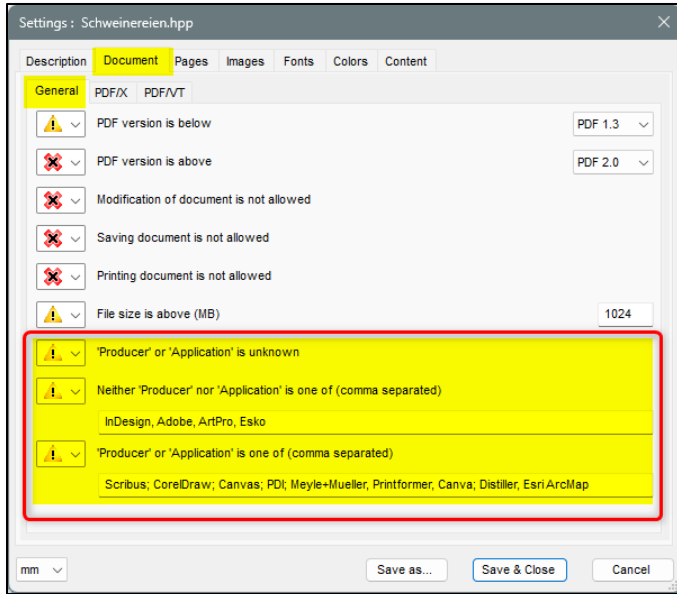 Settings : Schweinereien.hpp
Description Document Pages Images Fonts Colors Content
General PDF/X PDF/VT
PDF version is below PDF 1.3
PDF version is above PDF 2.0
Modification of document is not allowed
Saving document is not allowed
Printing document is not allowed
File size is above (MB) 1024
'Producer' or 'Application' is unknown
Neither 'Producer' nor 'Application' is one of (comma separated)
InDesign, Adobe, ArtPro, Esko
'Producer' or 'Application' is one of (comma separated)
Scribus; CorelDraw; Canvas; PDI; Meyle+Mueller, Printformer, Canva; Distiller, Esri ArcMap
mm Save as... Save & Close Cancel